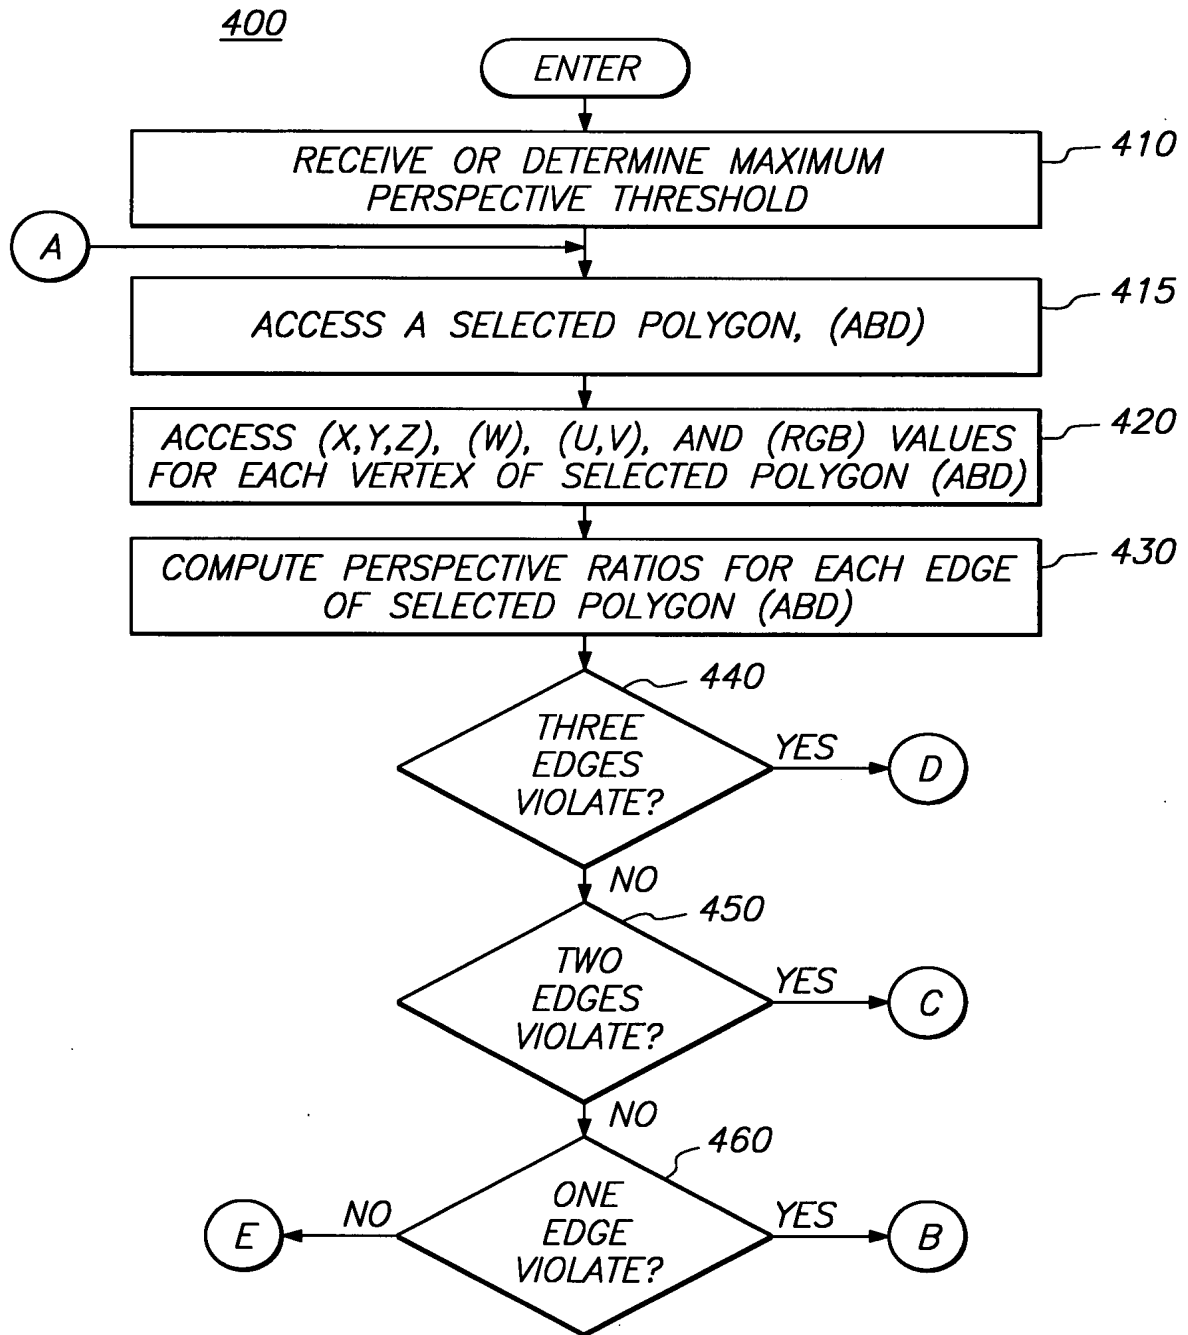 400
ENTER
RECEIVE OR DETERMINE MAXIMUM
PERSPECTIVE THRESHOLD
410
A
ACCESS A SELECTED POLYGON, (ABD)
415
ACCESS (X,Y,Z), (W), (U,V), AND (RGB) VALUES
FOR EACH VERTEX OF SELECTED POLYGON (ABD)
420
COMPUTE PERSPECTIVE RATIOS FOR EACH EDGE
OF SELECTED POLYGON (ABD)
430
440
THREE
EDGES
VIOLATE?
YES
D
NO
450
TWO
EDGES
VIOLATE?
YES
C
NO
460
ONE
EDGE
VIOLATE?
NO
E
YES
B